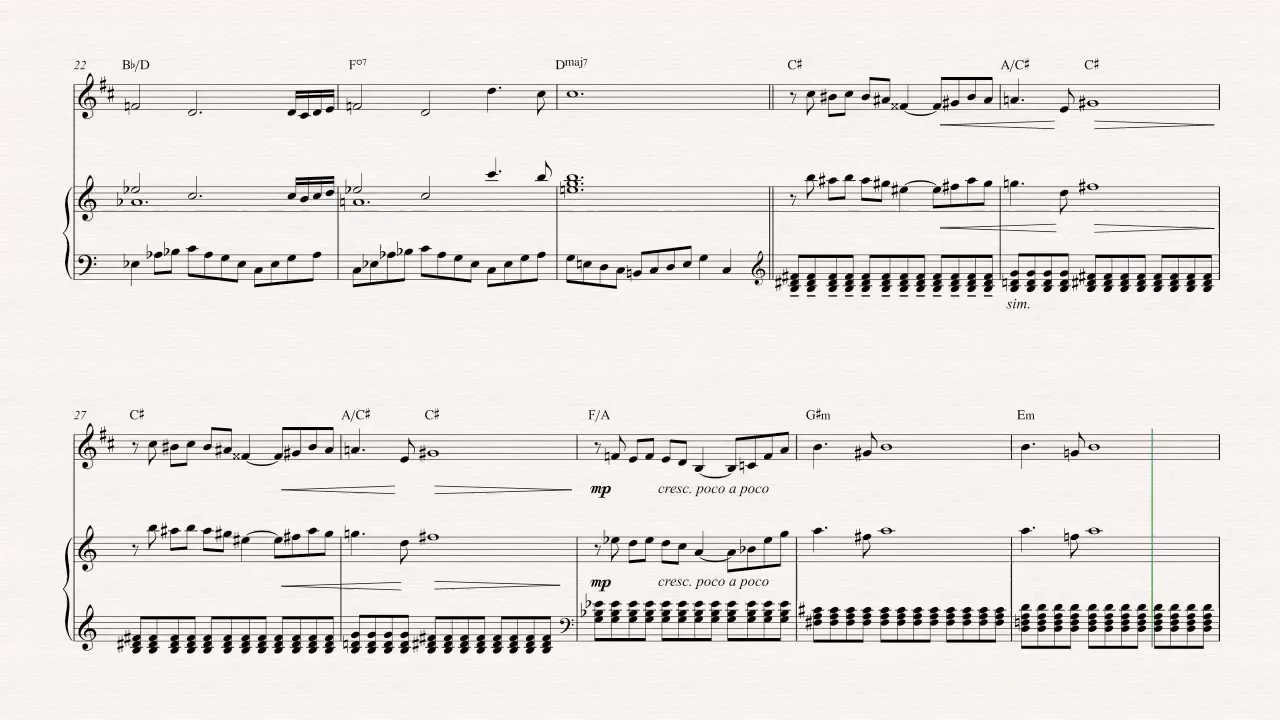 22 B♭/D F°7 Dmaj7 C♯ A/C♯ C♯
sim.
27 C♯ A/C♯ C♯ F/A G♯m Em
mp cresc. poco a poco
mp cresc. poco a poco